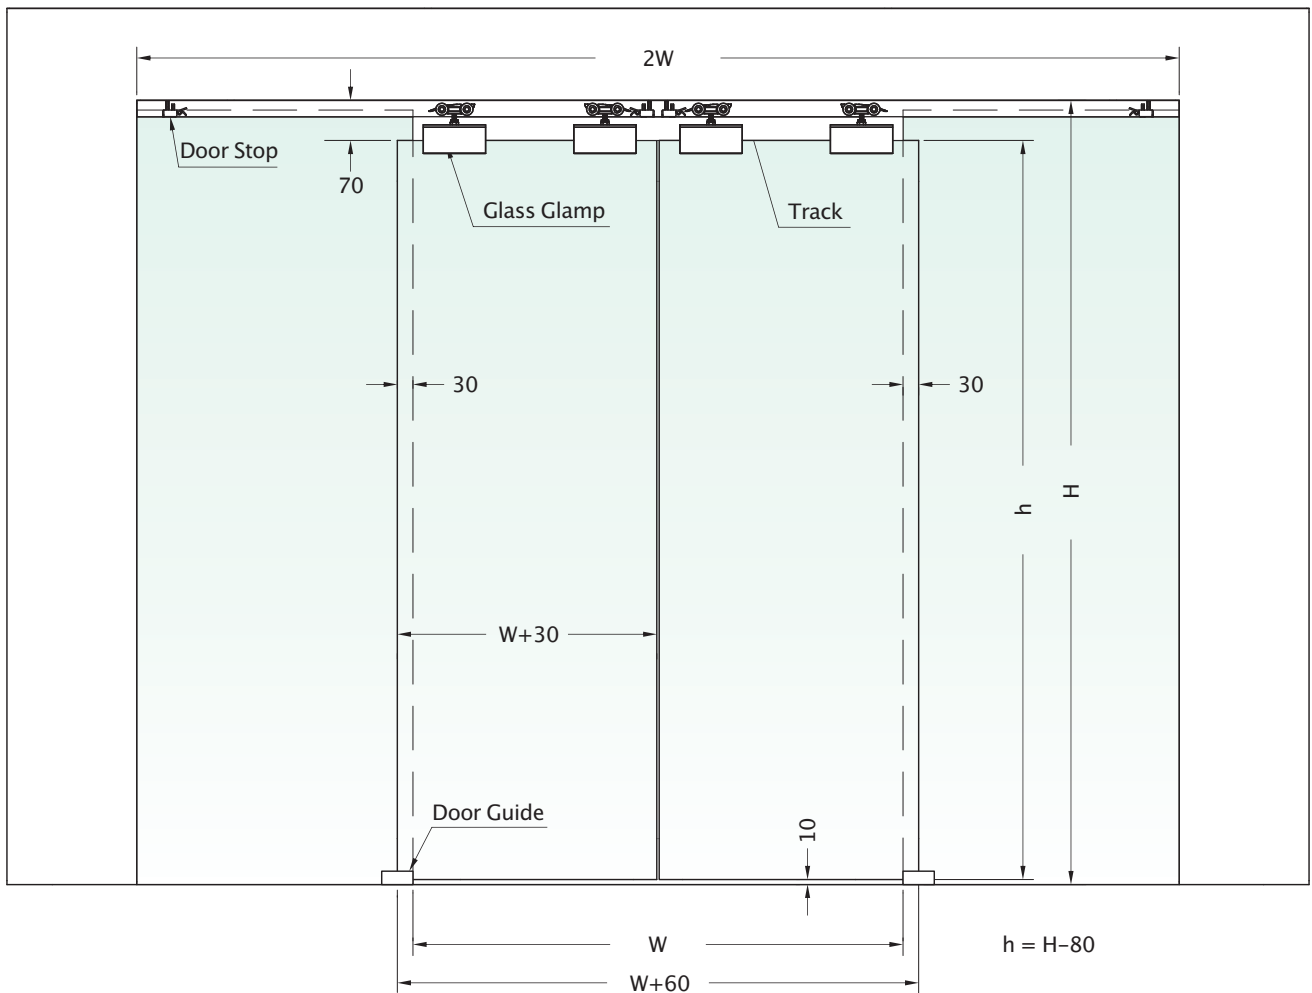 2W
Door Stop
70
Glass Glamp
Track
30
30
h
H
W+30
Door Guide
10
W
h = H–80
W+60